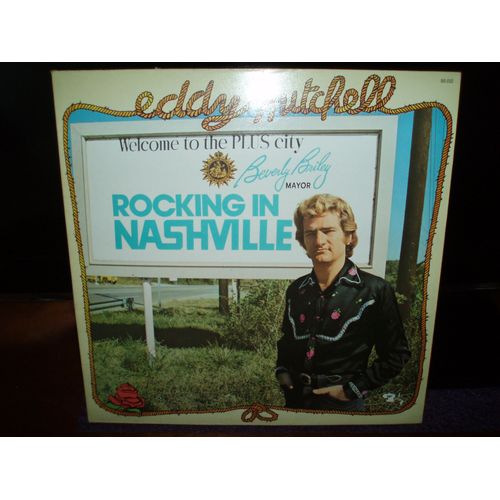 eddy mitchell
Welcome to the PLUS city
Beverly Briley
MAYOR
ROCKING IN
NASHVILLE